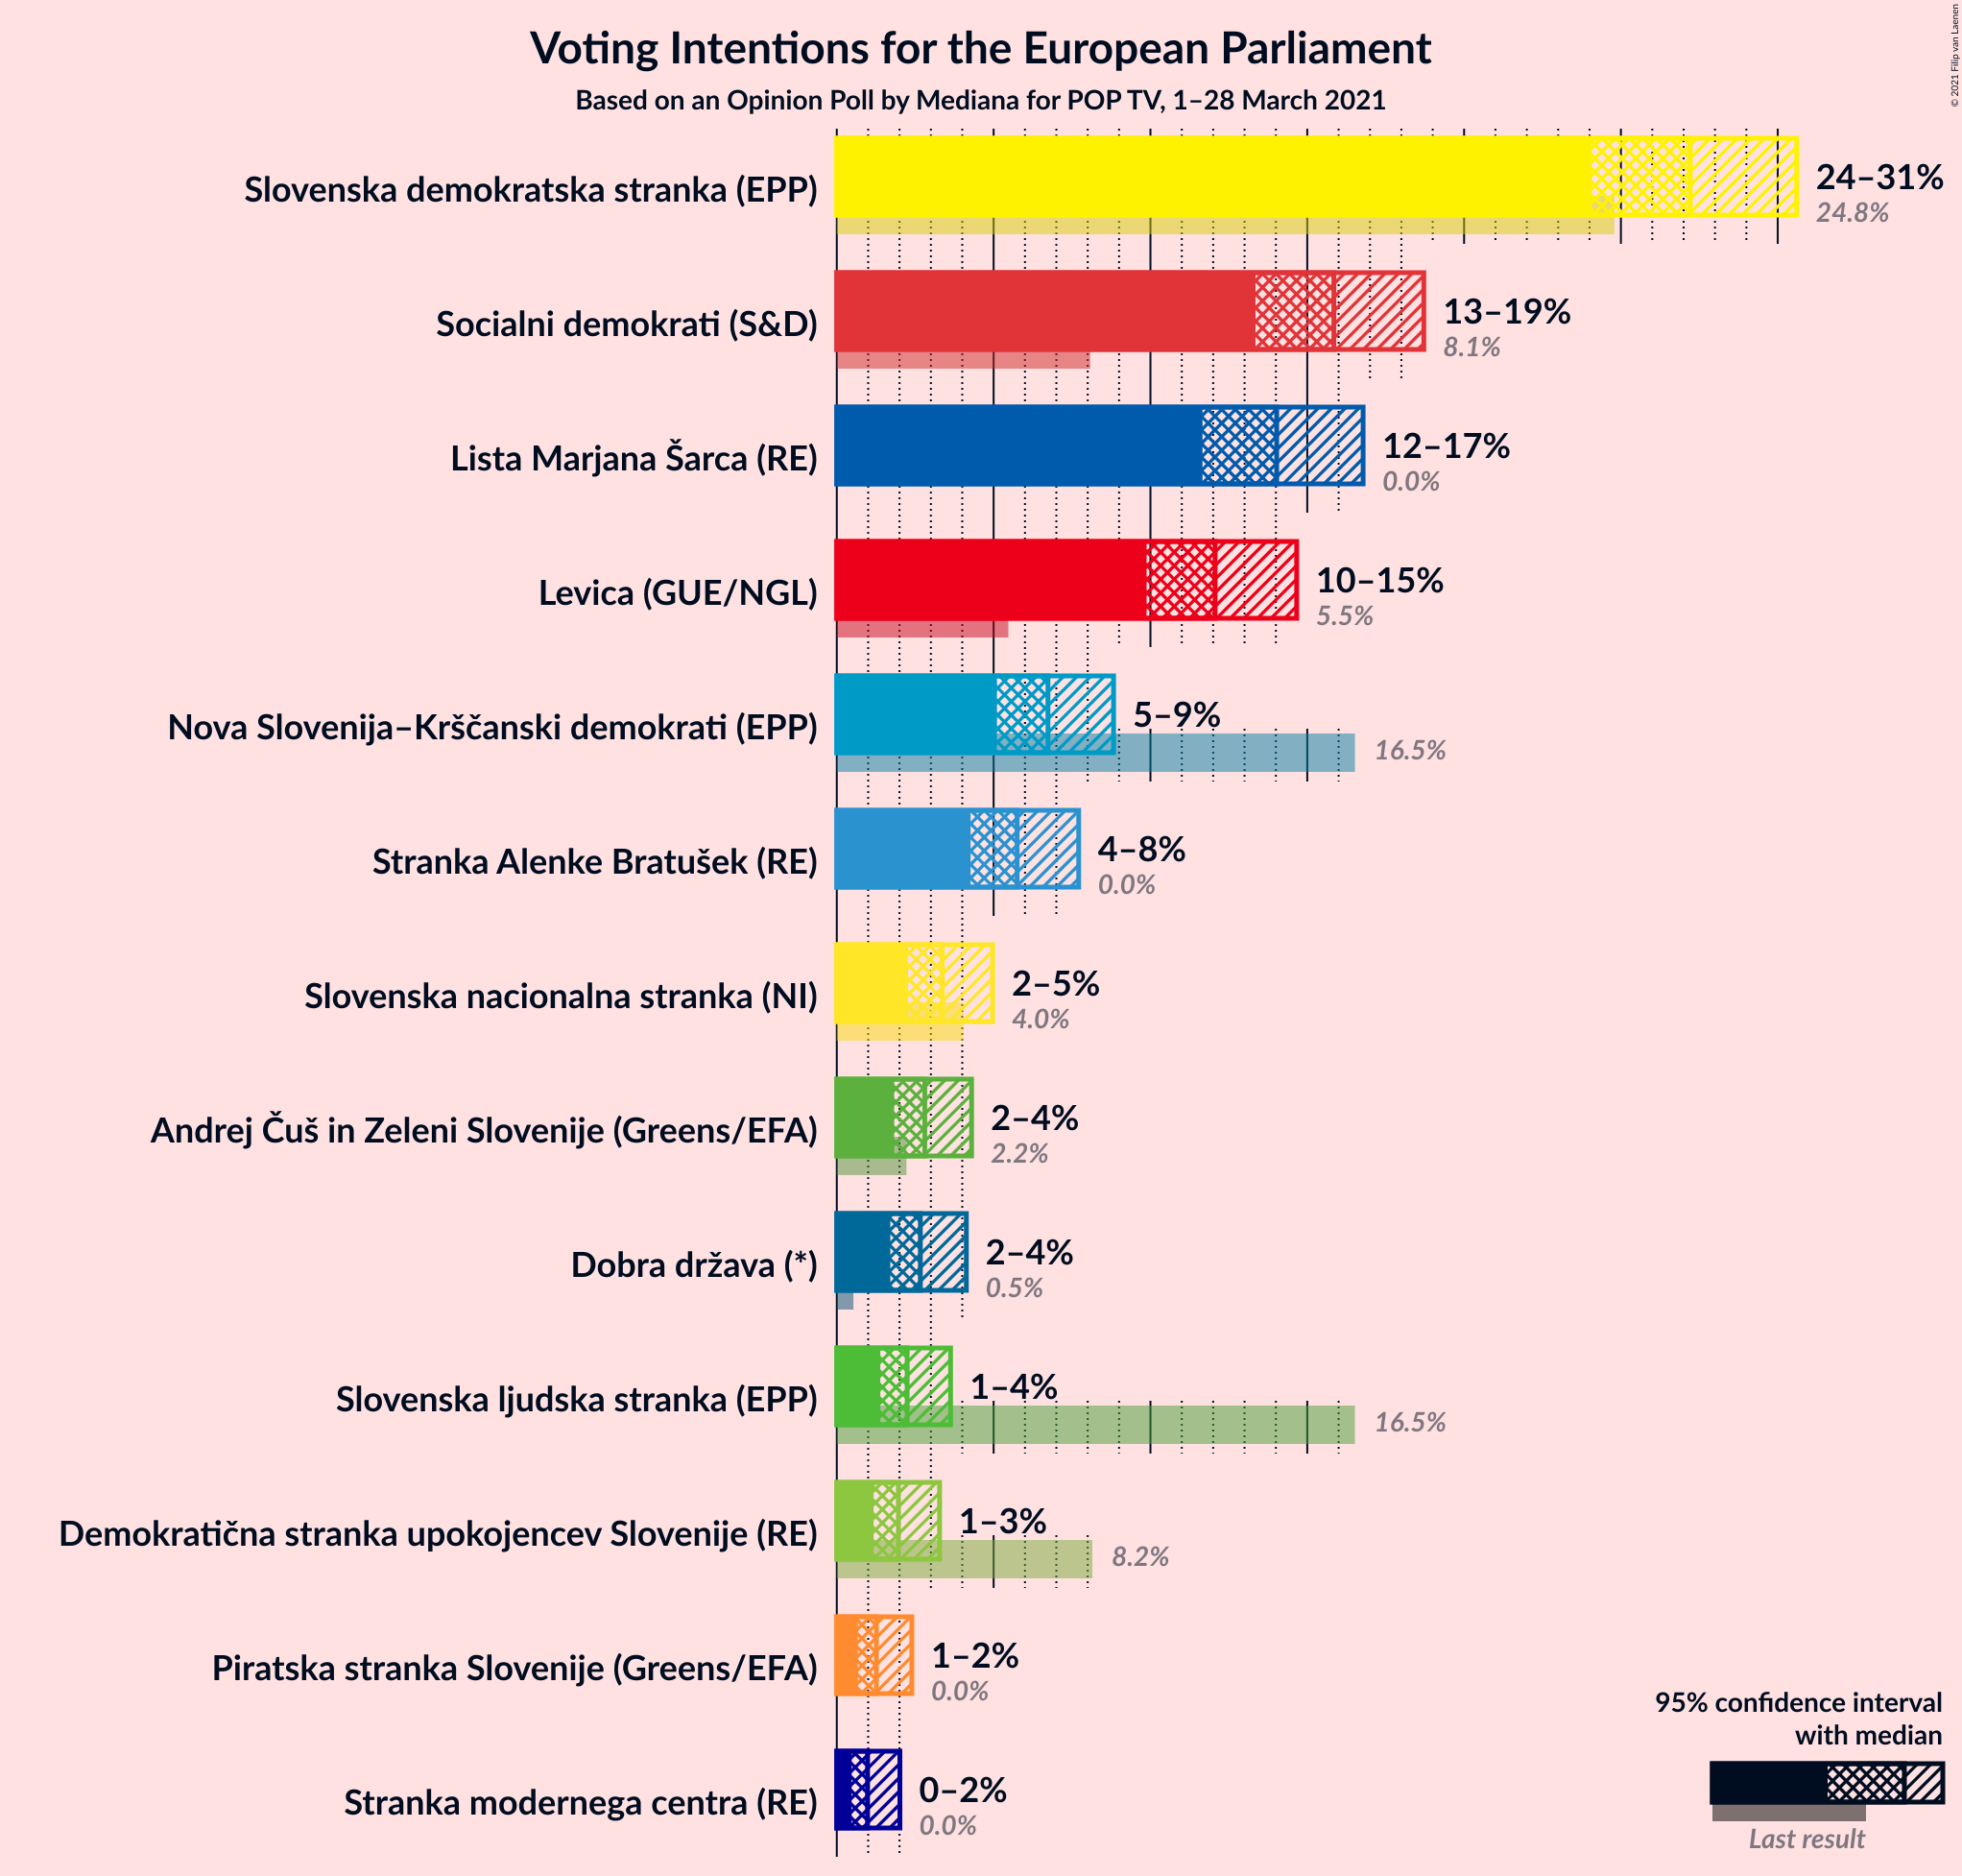 © 2021 Filip van Laenen
Voting Intentions for the European Parliament
Based on an Opinion Poll by Mediana for POP TV, 1–28 March 2021
Slovenska demokratska stranka (EPP)
24–31%
24.8%
Socialni demokrati (S&D)
13–19%
8.1%
Lista Marjana Šarca (RE)
12–17%
0.0%
Levica (GUE/NGL)
10–15%
5.5%
Nova Slovenija–Krščanski demokrati (EPP)
5–9%
16.5%
Stranka Alenke Bratušek (RE)
4–8%
0.0%
Slovenska nacionalna stranka (NI)
2–5%
4.0%
Andrej Čuš in Zeleni Slovenije (Greens/EFA)
2–4%
2.2%
Dobra država (*)
2–4%
0.5%
Slovenska ljudska stranka (EPP)
1–4%
16.5%
Demokratična stranka upokojencev Slovenije (RE)
1–3%
8.2%
Piratska stranka Slovenije (Greens/EFA)
1–2%
0.0%
Stranka modernega centra (RE)
0–2%
0.0%
95% confidence interval
with median
Last result